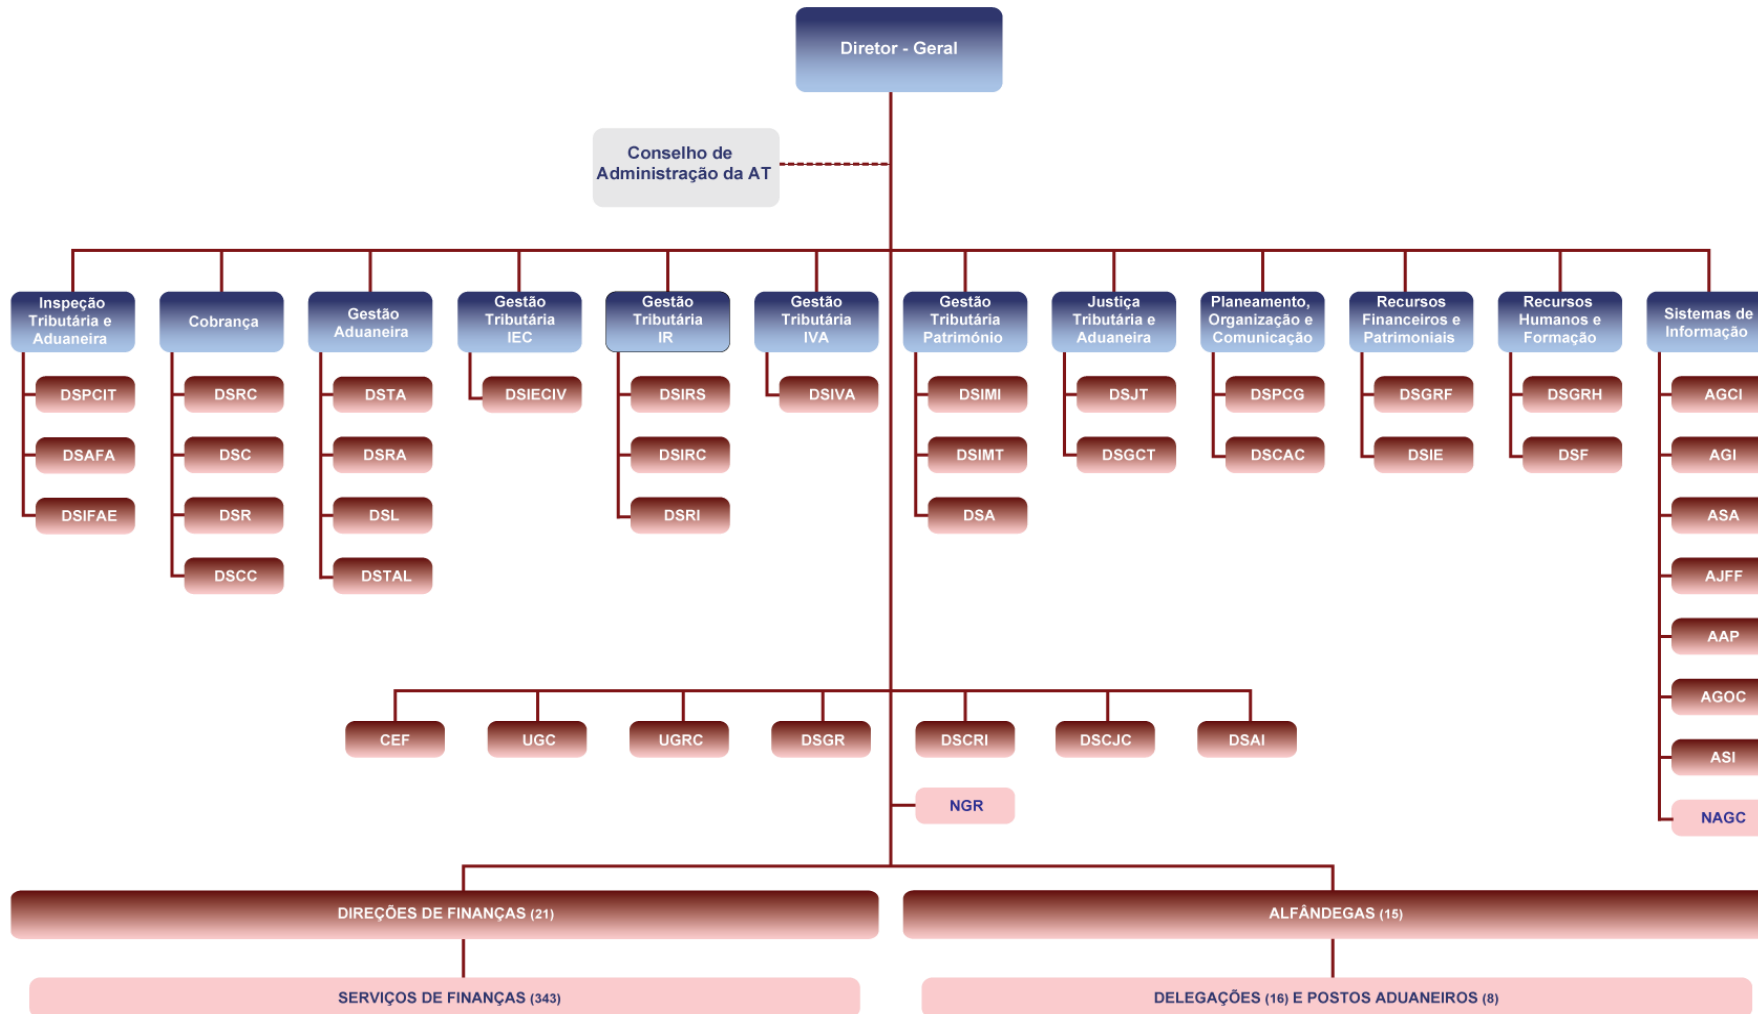 Diretor - Geral
Conselho de
Administração da AT
Inspeção
Tributária e
Aduaneira
Cobrança
Gestão
Aduaneira
Gestão
Tributária
IEC
Gestão
Tributária
IR
Gestão
Tributária
IVA
Gestão
Tributária
Património
Justiça
Tributária e
Aduaneira
Planeamento,
Organização e
Comunicação
Recursos
Financeiros e
Patrimoniais
Recursos
Humanos e
Formação
Sistemas de
Informação
DSPCIT
DSRC
DSTA
DSIECIV
DSIRS
DSIVA
DSIMI
DSJT
DSPCG
DSGRF
DSGRH
AGCI
DSAFA
DSC
DSRA
DSIRC
DSIMT
DSGCT
DSCAC
DSIE
DSF
AGI
DSIFAE
DSR
DSL
DSRI
DSA
ASA
DSCC
DSTAL
AJFF
AAP
AGOC
CEF
UGC
UGRC
DSGR
DSCRI
DSCJC
DSAI
ASI
NGR
NAGC
DIREÇÕES DE FINANÇAS (21)
ALFÂNDEGAS (15)
SERVIÇOS DE FINANÇAS (343)
DELEGAÇÕES (16) E POSTOS ADUANEIROS (8)